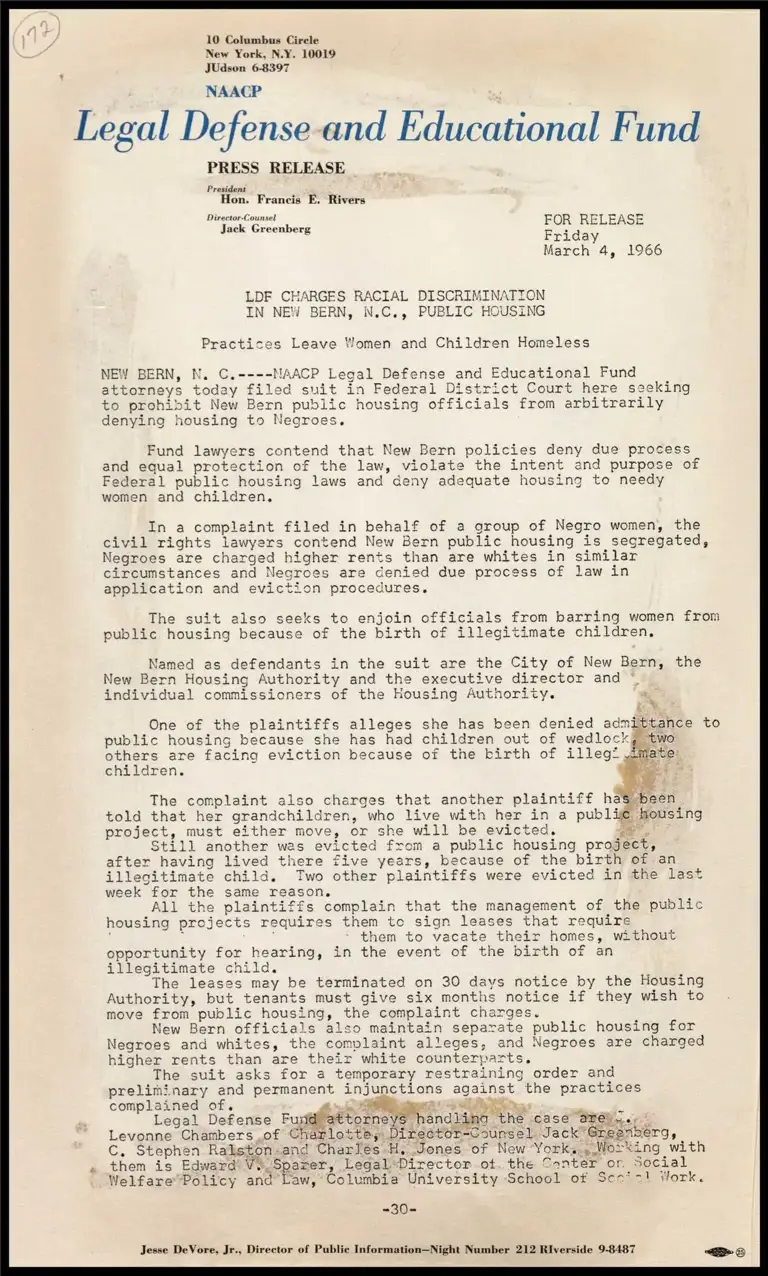 172
10 Columbus Circle
New York, N.Y. 10019
JUdson 6-8397
NAACP
Legal Defense and Educational Fund
PRESS RELEASE
President
Hon. Francis E. Rivers
Director-Counsel
Jack Greenberg
FOR RELEASE
Friday
March 4, 1966
LDF CHARGES RACIAL DISCRIMINATION
IN NEW BERN, N.C., PUBLIC HOUSING
Practices Leave Women and Children Homeless
NEW BERN, N. C.----NAACP Legal Defense and Educational Fund
attorneys today filed suit in Federal District Court here seeking
to prohibit New Bern public housing officials from arbitrarily
denying housing to Negroes.
Fund lawyers contend that New Bern policies deny due process
and equal protection of the law, violate the intent and purpose of
Federal public housing laws and deny adequate housing to needy
women and children.
In a complaint filed in behalf of a group of Negro women, the
civil rights lawyers contend New Bern public housing is segregated,
Negroes are charged higher rents than are whites in similar
circumstances and Negroes are denied due process of law in
application and eviction procedures.
The suit also seeks to enjoin officials from barring women from
public housing because of the birth of illegitimate children.
Named as defendants in the suit are the City of New Bern, the
New Bern Housing Authority and the executive director and
individual commissioners of the Housing Authority.
One of the plaintiffs alleges she has been denied admittance to
public housing because she has had children out of wedlock, two
others are facing eviction because of the birth of illegitimate
children.
The complaint also charges that another plaintiff has been
told that her grandchildren, who live with her in a public housing
project, must either move, or she will be evicted.
Still another was evicted from a public housing project,
after having lived there five years, because of the birth of an
illegitimate child. Two other plaintiffs were evicted in the last
week for the same reason.
All the plaintiffs complain that the management of the public
housing projects requires them to sign leases that require
them to vacate their homes, without
opportunity for hearing, in the event of the birth of an
illegitimate child.
The leases may be terminated on 30 days notice by the Housing
Authority, but tenants must give six months notice if they wish to
move from public housing, the complaint charges.
New Bern officials also maintain separate public housing for
Negroes and whites, the complaint alleges, and Negroes are charged
higher rents than are their white counterparts.
The suit asks for a temporary restraining order and
preliminary and permanent injunctions against the practices
complained of.
Legal Defense Fund attorneys handling the case are
Levonne Chambers of Charlotte, Director-Counsel Jack Greenberg,
C. Stephen Ralston and Charles H. Jones of New York. Working with
them is Edward V. Sparer, Legal Director of the Center on Social
Welfare Policy and Law, Columbia University School of Social Work.
-30-
Jesse DeVore, Jr., Director of Public Information—Night Number 212 RIverside 9-8487